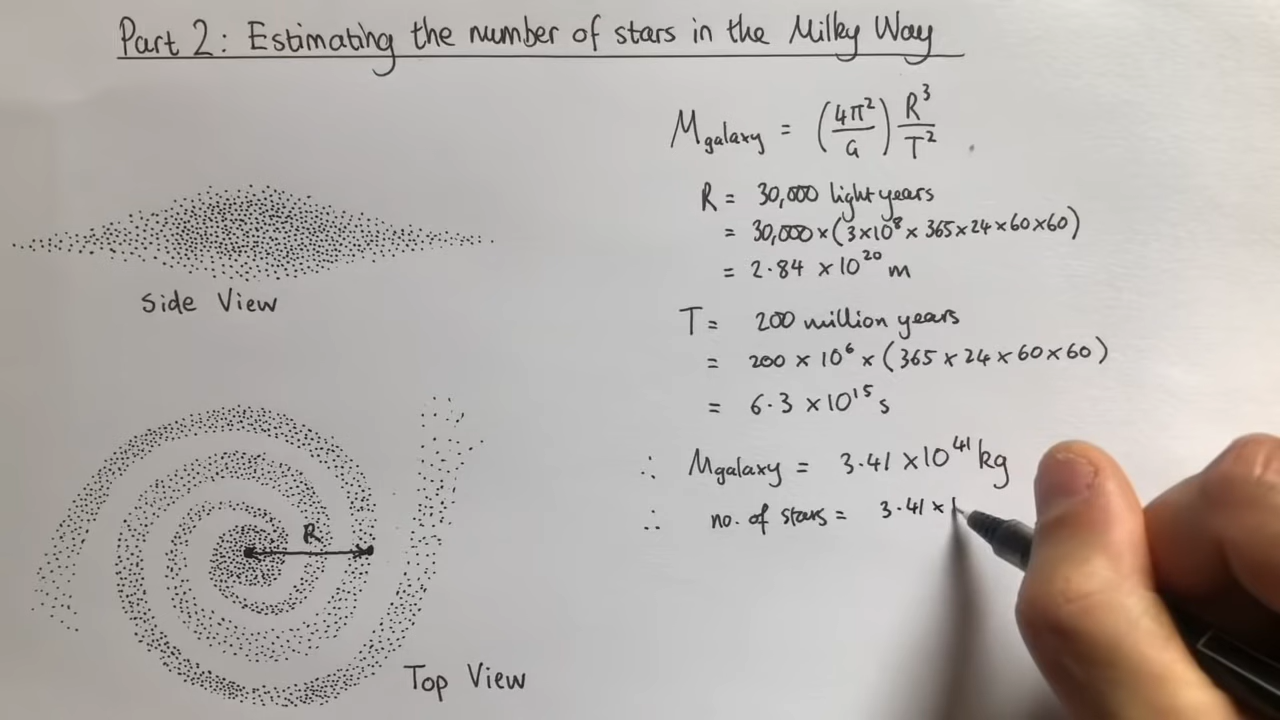 Part 2: Estimating the number of stars in the Milky Way
Side View
R
Top View
Mgalaxy = (4π²/G) R³/T²
R = 30,000 light years
= 30,000 × (3×10⁸ × 365×24×60×60)
= 2.84 ×10²⁰ m
T = 200 million years
= 200 × 10⁶ × (365 × 24 × 60 × 60)
= 6.3 ×10¹⁵ s
∴ Mgalaxy = 3.41 ×10⁴¹ kg
∴ no. of stars = 3.41 × 1